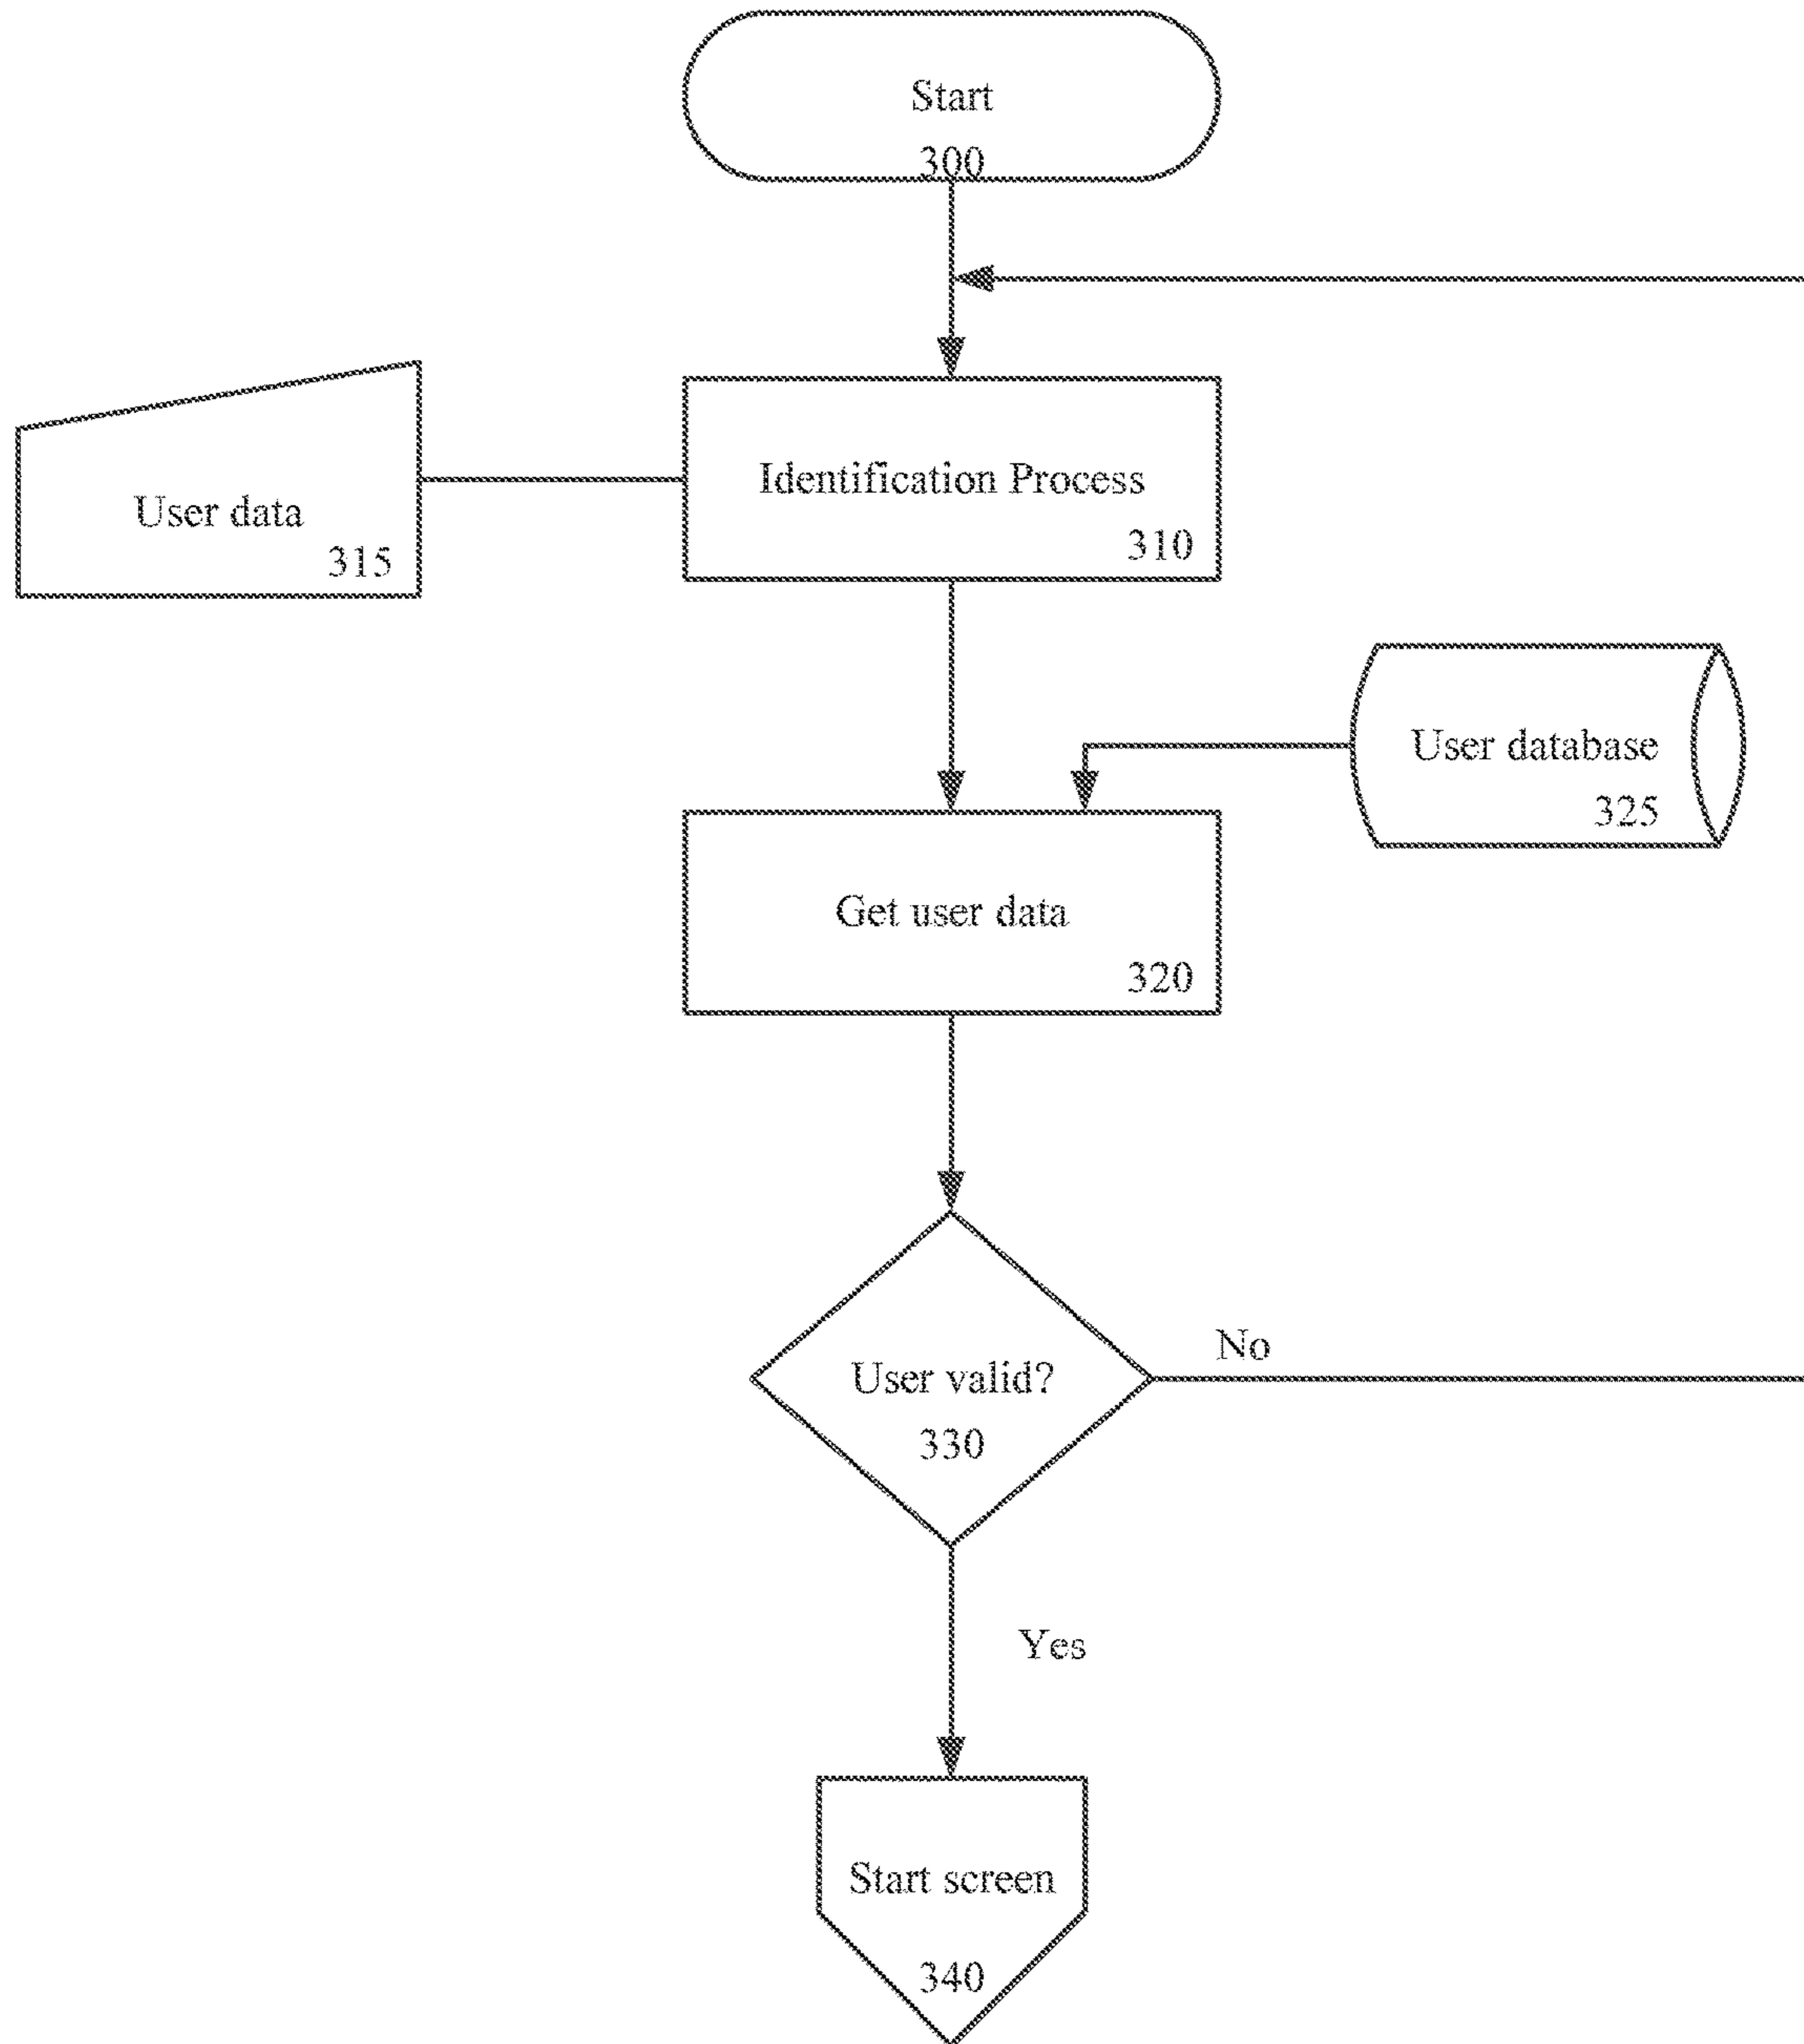 Start
300
Identification Process
310
User data
315
User database
325
Get user data
320
User valid?
330
No
Yes
Start screen
340